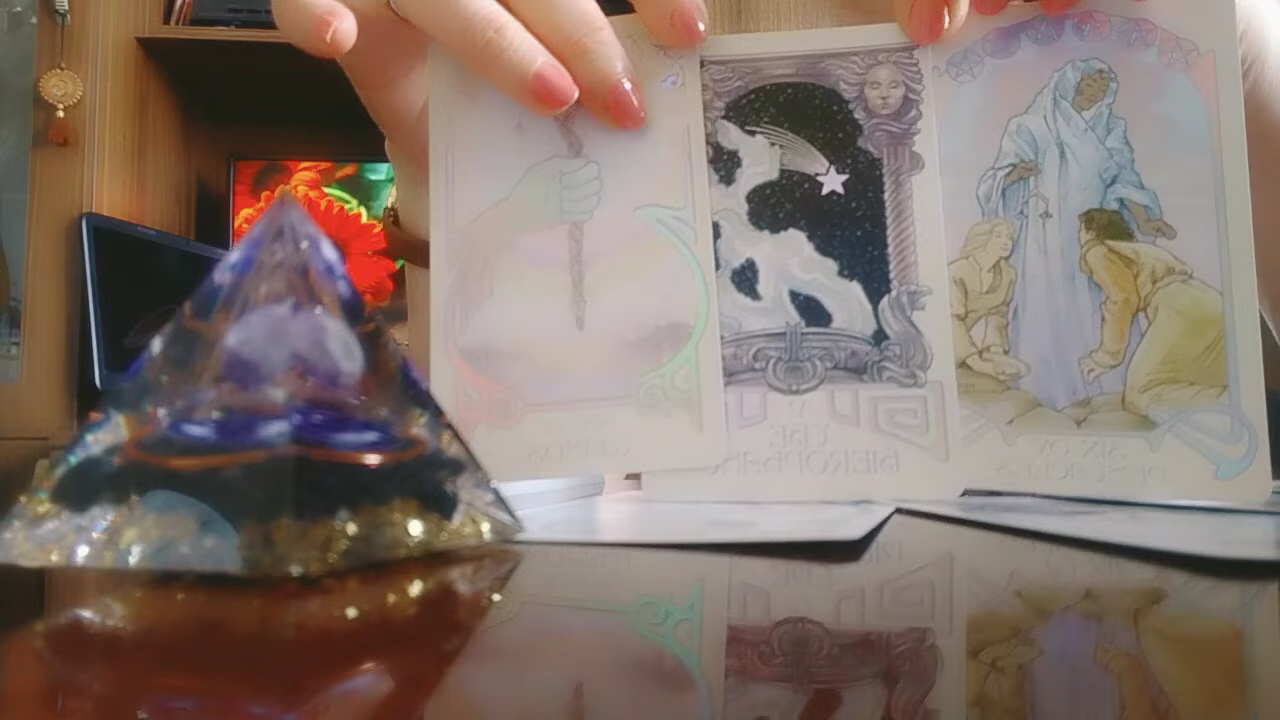 V
THE
HIEROPHANT
SIX OF
PENTACLES